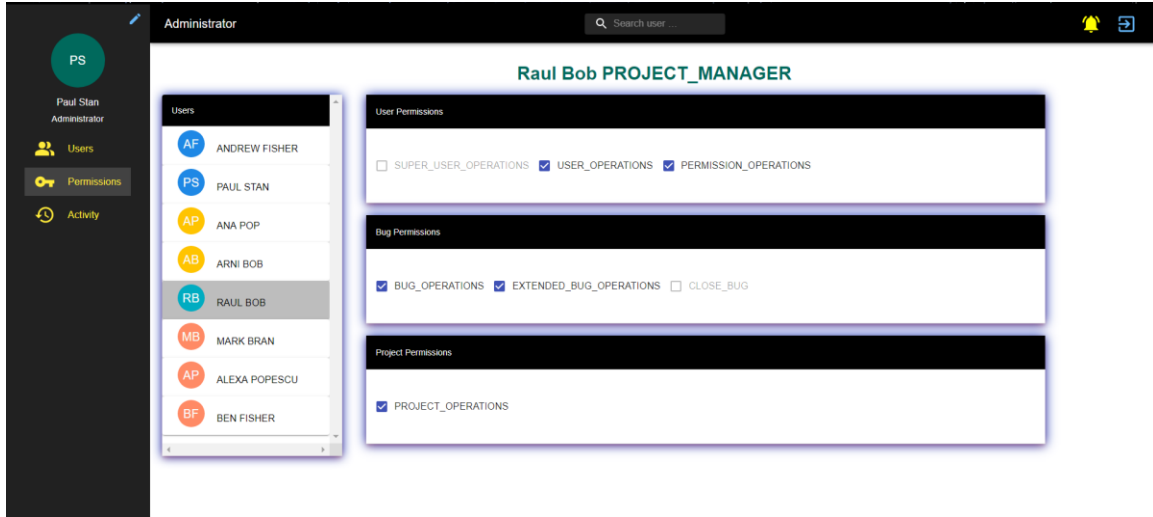 Administrator
Search user ...
PS
Paul Stan
Administrator
Users
Permissions
Activity
Raul Bob PROJECT_MANAGER
Users
AF ANDREW FISHER
PS PAUL STAN
AP ANA POP
AB ARNI BOB
RB RAUL BOB
MB MARK BRAN
AP ALEXA POPESCU
BF BEN FISHER
User Permissions
SUPER_USER_OPERATIONS USER_OPERATIONS PERMISSION_OPERATIONS
Bug Permissions
BUG_OPERATIONS EXTENDED_BUG_OPERATIONS CLOSE_BUG
Project Permissions
PROJECT_OPERATIONS